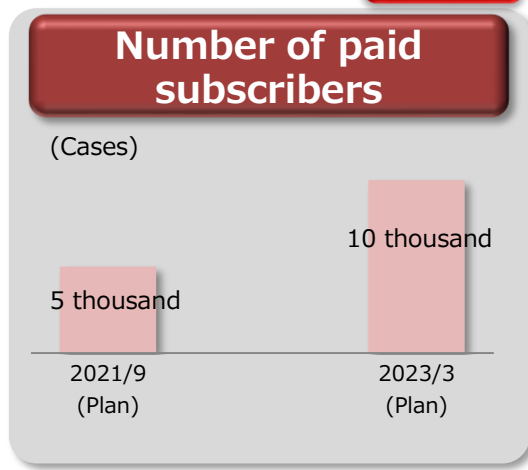 Number of paid
subscribers
(Cases)
10 thousand
5 thousand
2021/9
(Plan)
2023/3
(Plan)